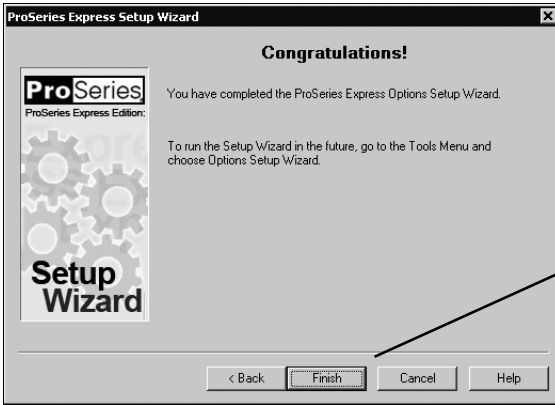 ProSeries Express Setup Wizard
Congratulations!
ProSeries
ProSeries Express Edition:
You have completed the ProSeries Express Options Setup Wizard.
To run the Setup Wizard in the future, go to the Tools Menu and
choose Options Setup Wizard.
Setup
Wizard
< Back
Finish
Cancel
Help